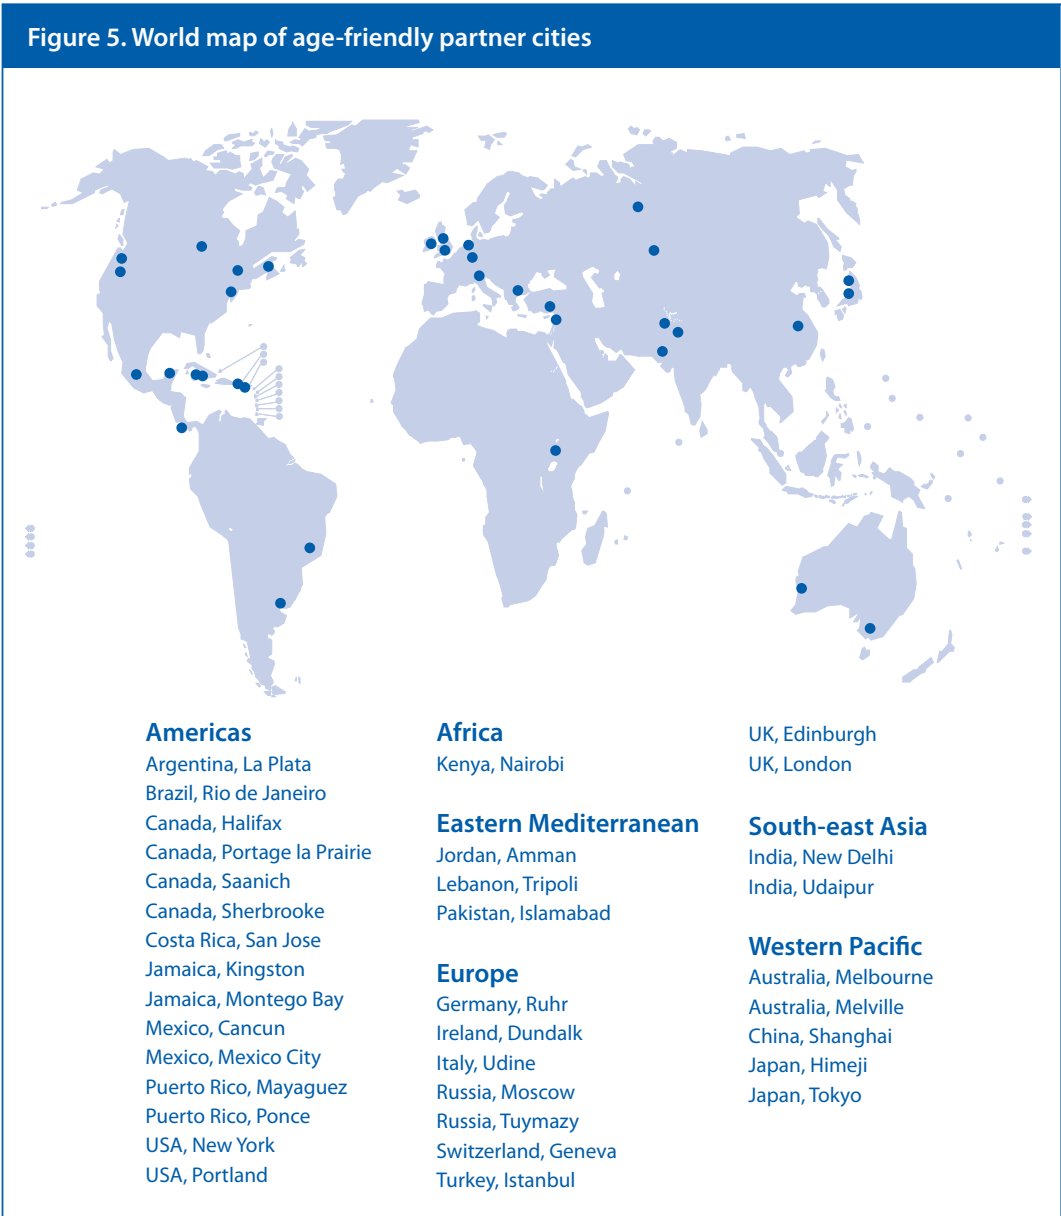 Figure 5. World map of age-friendly partner cities
Americas
Argentina, La Plata
Brazil, Rio de Janeiro
Canada, Halifax
Canada, Portage la Prairie
Canada, Saanich
Canada, Sherbrooke
Costa Rica, San Jose
Jamaica, Kingston
Jamaica, Montego Bay
Mexico, Cancun
Mexico, Mexico City
Puerto Rico, Mayaguez
Puerto Rico, Ponce
USA, New York
USA, Portland
Africa
Kenya, Nairobi
Eastern Mediterranean
Jordan, Amman
Lebanon, Tripoli
Pakistan, Islamabad
Europe
Germany, Ruhr
Ireland, Dundalk
Italy, Udine
Russia, Moscow
Russia, Tuymazy
Switzerland, Geneva
Turkey, Istanbul
UK, Edinburgh
UK, London
South-east Asia
India, New Delhi
India, Udaipur
Western Pacific
Australia, Melbourne
Australia, Melville
China, Shanghai
Japan, Himeji
Japan, Tokyo